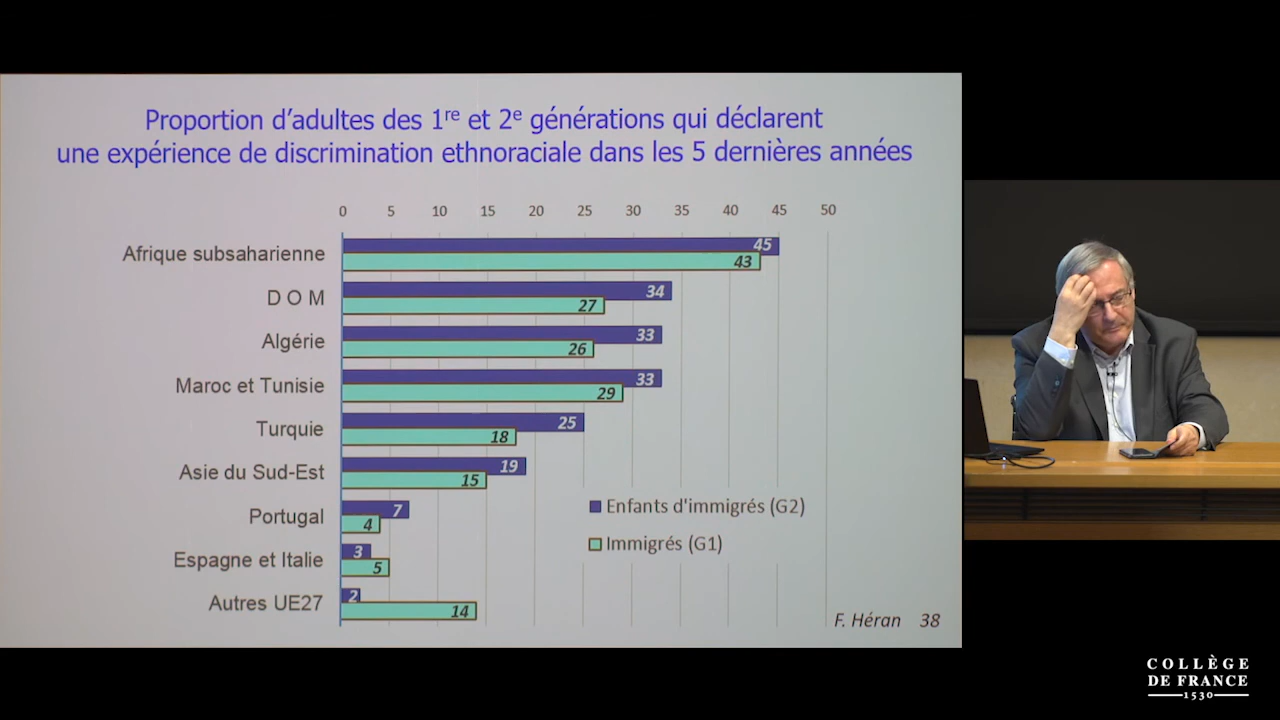 Proportion d'adultes des 1re et 2e générations qui déclarent
une expérience de discrimination ethnoraciale dans les 5 dernières années
0 5 10 15 20 25 30 35 40 45 50
Afrique subsaharienne 45
43
D O M 34
27
Algérie 33
26
Maroc et Tunisie 33
29
Turquie 25
18
Asie du Sud-Est 19
15
Portugal 7
4
Espagne et Italie 3
5
Autres UE27 2
14
Enfants d'immigrés (G2)
Immigrés (G1)
F. Héran 38
COLLÈGE
DE FRANCE
1530